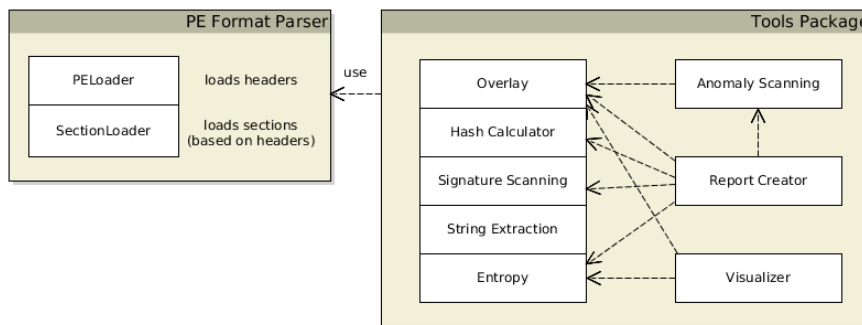 PE Format Parser
PELoader
loads headers
SectionLoader
loads sections
(based on headers)
use
Tools Package
Overlay
Hash Calculator
Signature Scanning
String Extraction
Entropy
Anomaly Scanning
Report Creator
Visualizer